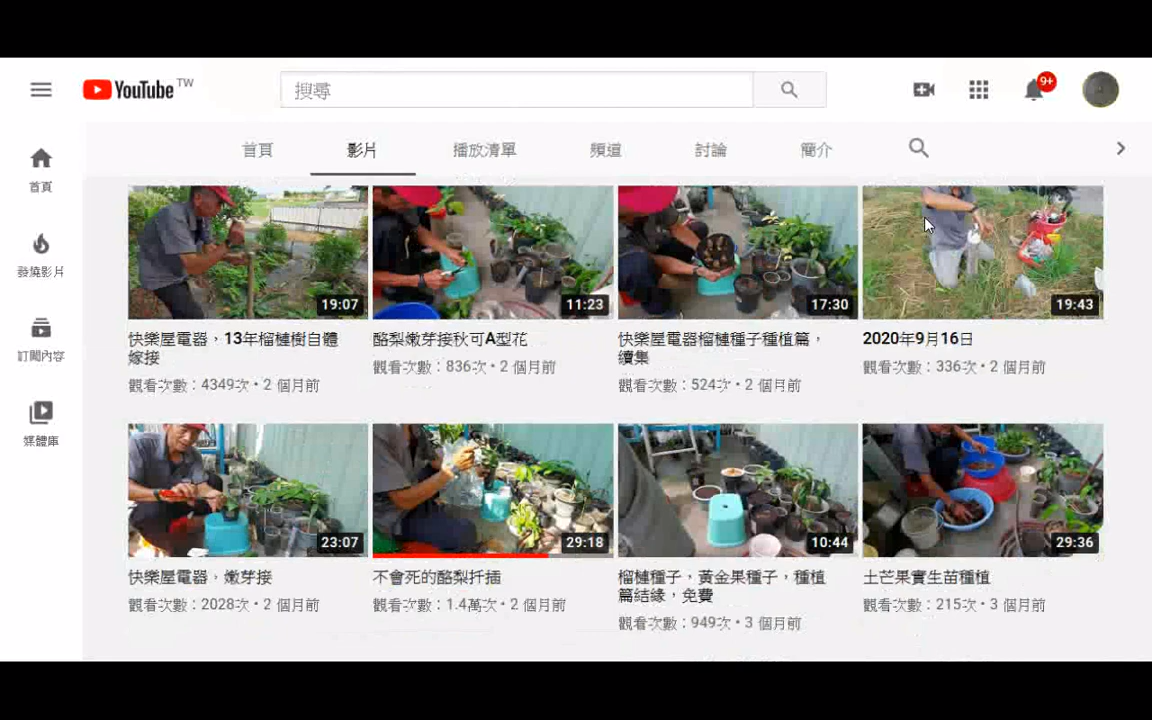 YouTube TW
搜尋
9+
首頁 影片 播放清單 頻道 討論 簡介
首頁
發燒影片
訂閱內容
媒體庫
19:07
11:23
17:30
19:43
快樂屋電器，13年榴槤樹自體
嫁接
觀看次數：4349次 • 2 個月前
酪梨嫩芽接秋可A型花
觀看次數：836次 • 2 個月前
快樂屋電器榴槤種子種植篇，
續集
觀看次數：524次 • 2 個月前
2020年9月16日
觀看次數：336次 • 2 個月前
23:07
29:18
10:44
29:36
快樂屋電器，嫩芽接
觀看次數：2028次 • 2 個月前
不會死的酪梨扦插
觀看次數：1.4萬次 • 2 個月前
榴槤種子，黃金果種子，種植
篇結緣，免費
觀看次數：949次 • 3 個月前
土芒果實生苗種植
觀看次數：215次 • 3 個月前